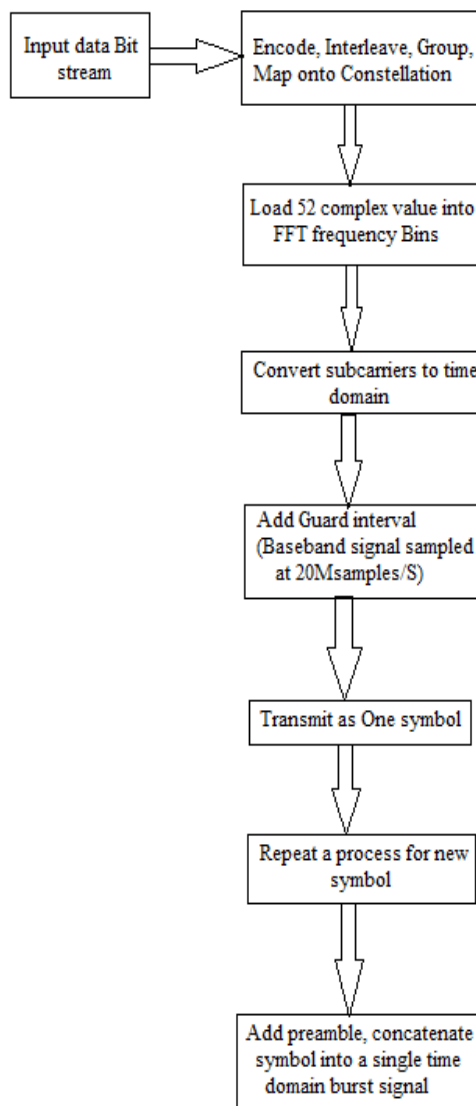 Input data Bit
stream
Encode, Interleave, Group,
Map onto Constellation
Load 52 complex value into
FFT frequency Bins
Convert subcarriers to time
domain
Add Guard interval
(Baseband signal sampled
at 20Msamples/S)
Transmit as One symbol
Repeat a process for new
symbol
Add preamble, concatenate
symbol into a single time
domain burst signal